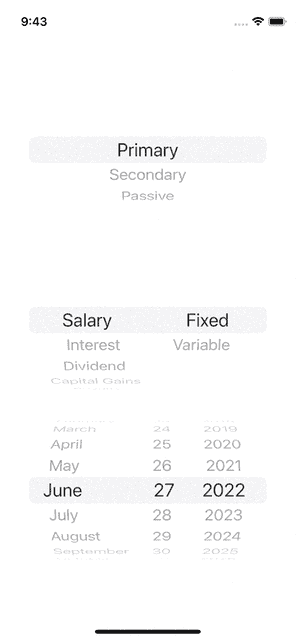 9:43
Primary
Secondary
Passive
Salary Fixed
Interest Variable
Dividend
Capital Gains
March 24 2019
April 25 2020
May 26 2021
June 27 2022
July 28 2023
August 29 2024
September 30 2025